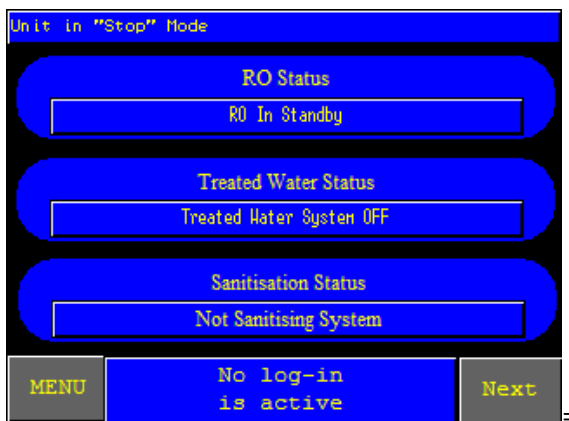 Unit in "Stop" Mode
RO Status
RO In Standby
Treated Water Status
Treated Water System OFF
Sanitisation Status
Not Sanitising System
MENU
No log-in
is active
Next